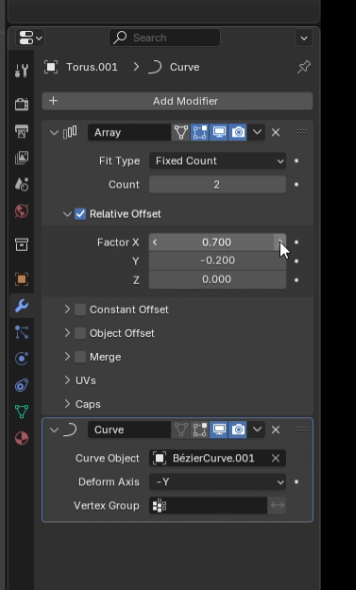 Search
Torus.001 > Curve
+ Add Modifier
Array
Fit Type Fixed Count
Count 2
Relative Offset
Factor X 0.700
Y -0.200
Z 0.000
Constant Offset
Object Offset
Merge
UVs
Caps
Curve
Curve Object BézierCurve.001
Deform Axis -Y
Vertex Group